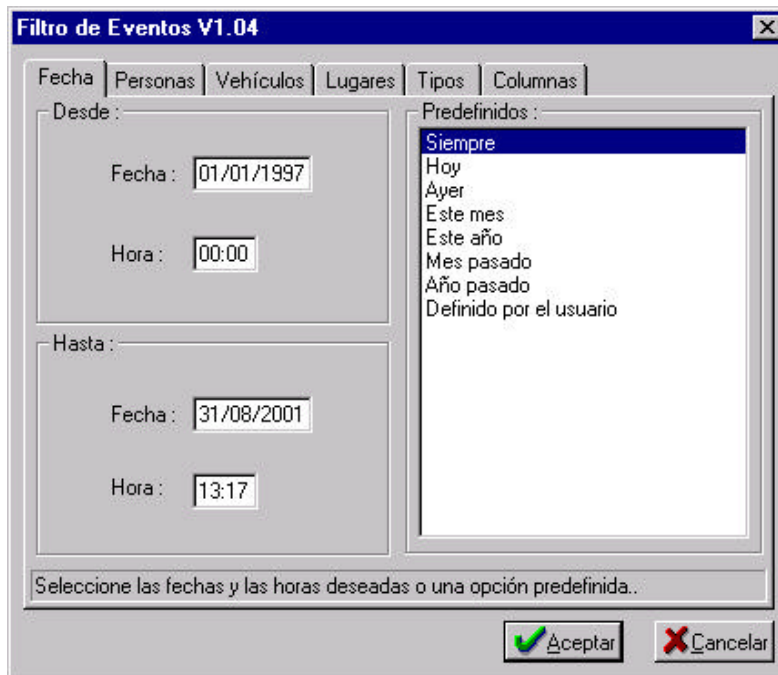 Filtro de Eventos V1.04
Fecha Personas Vehículos Lugares Tipos Columnas
Desde :
Fecha : 01/01/1997
Hora : 00:00
Hasta :
Fecha : 31/08/2001
Hora : 13:17
Predefinidos :
Siempre
Hoy
Ayer
Este mes
Este año
Mes pasado
Año pasado
Definido por el usuario
Seleccione las fechas y las horas deseadas o una opción predefinida..
Aceptar Cancelar